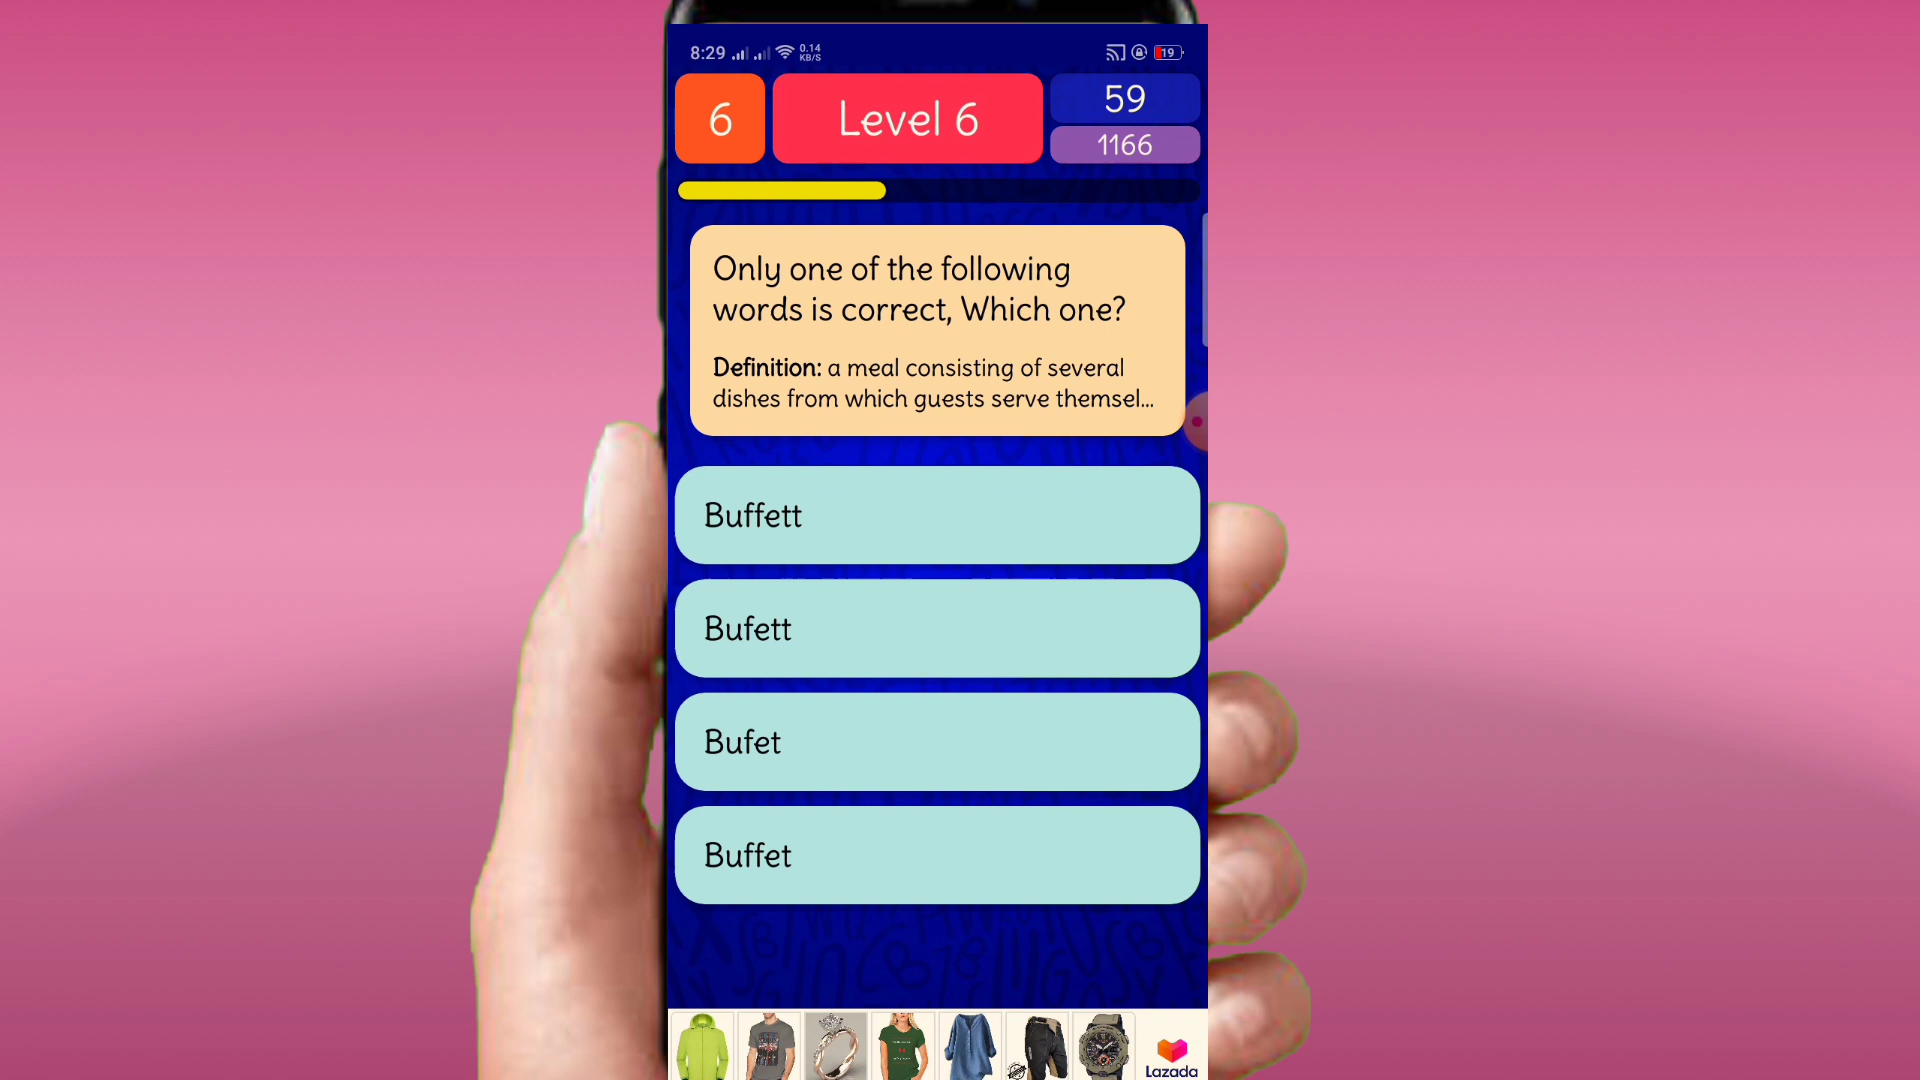 8:29
0.14
KB/S
19
6
Level 6
59
1166
Only one of the following
words is correct, Which one?
Definition: a meal consisting of several
dishes from which guests serve themsel...
Buffett
Bufett
Bufet
Buffet
Lazada